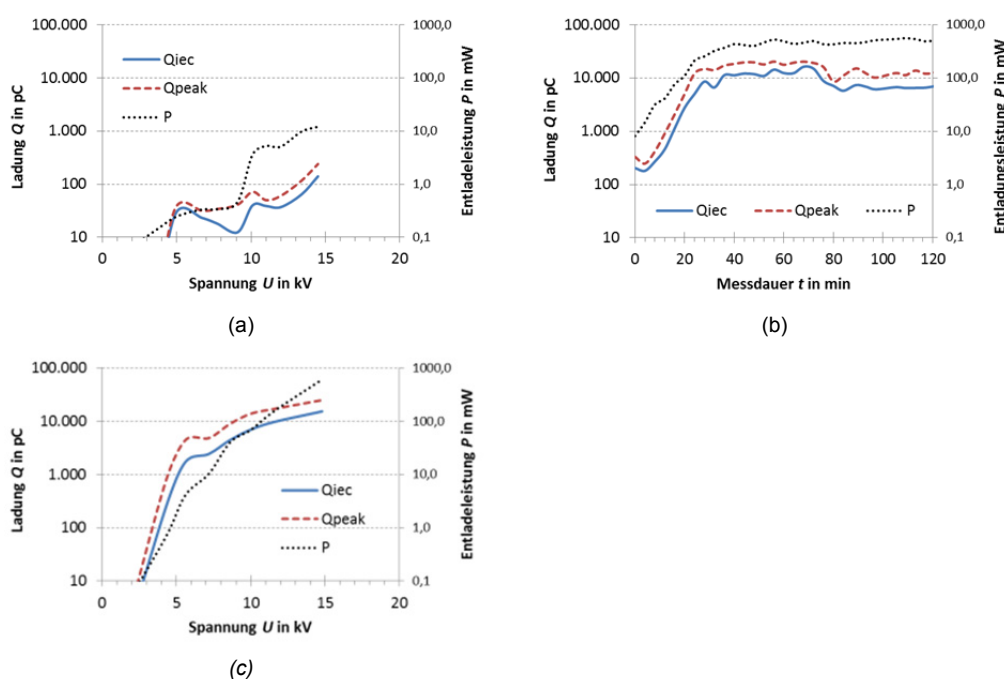 100.000
10.000
1.000
100
10
Ladung Q in pC
Qiec
Qpeak
P
1000,0
100,0
10,0
1,0
0,1
Entladeleistung P in mW
0 5 10 15 20
Spannung U in kV
(a)
100.000
10.000
1.000
100
10
Ladung Q in pC
Qiec Qpeak P
1000,0
100,0
10,0
1,0
0,1
Entladungsleistung P in mW
0 20 40 60 80 100 120
Messdauer t in min
(b)
100.000
10.000
1.000
100
10
Ladung Q in pC
Qiec
Qpeak
P
1000,0
100,0
10,0
1,0
0,1
Entladeleistung P in mW
0 5 10 15 20
Spannung U in kV
(c)